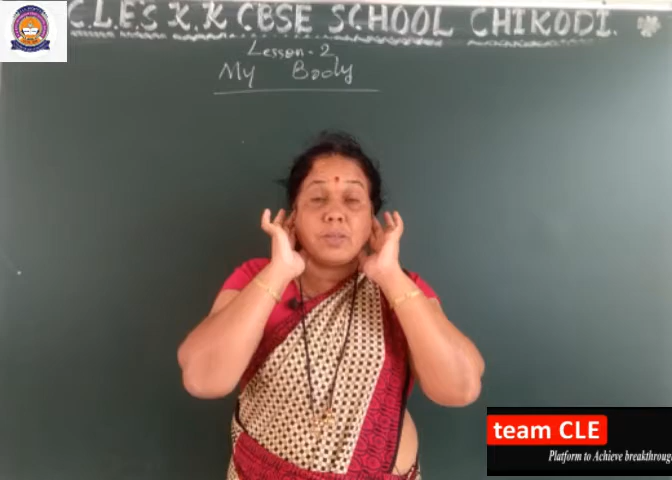 C.L.E'S K.K CBSE SCHOOL CHIKODI.
Lesson - 2
My Body
team CLE
Platform to Achieve breakthroug